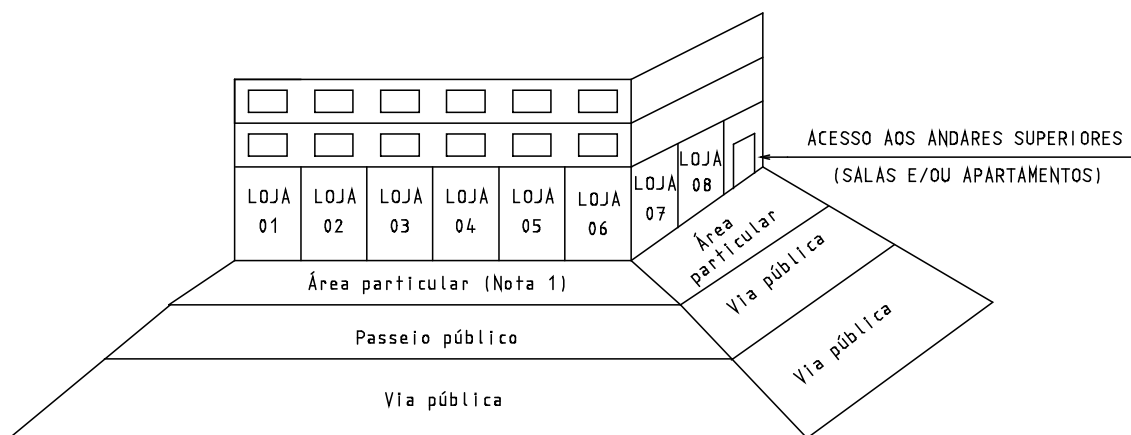 ACESSO AOS ANDARES SUPERIORES
(SALAS E/OU APARTAMENTOS)
LOJA
01
LOJA
02
LOJA
03
LOJA
04
LOJA
05
LOJA
06
LOJA
07
LOJA
08
Área particular (Nota 1)
Passeio público
Via pública
Área
particular
Via pública
Via pública